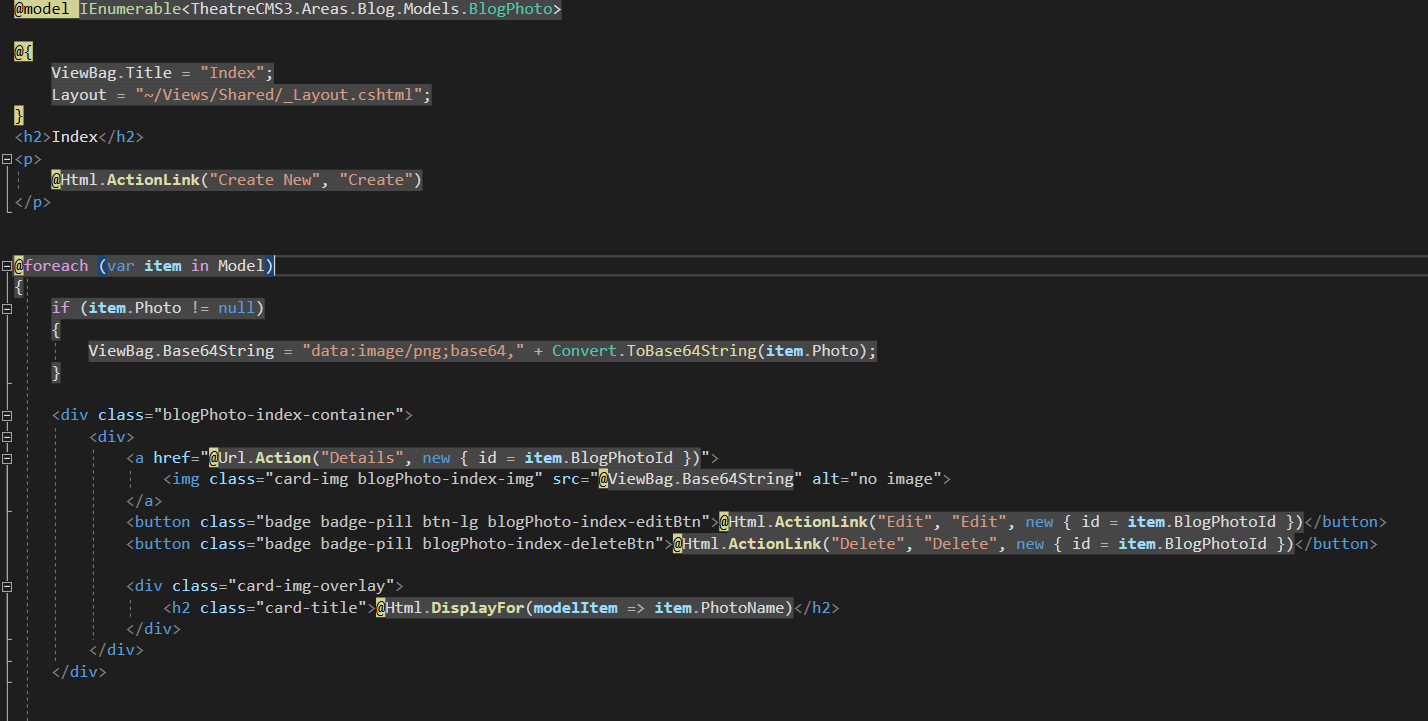 @model IEnumerable<TheatreCMS3.Areas.Blog.Models.BlogPhoto>
@{
ViewBag.Title = "Index";
Layout = "~/Views/Shared/_Layout.cshtml";
}
<h2>Index</h2>
<p>
@Html.ActionLink("Create New", "Create")
</p>
@foreach (var item in Model)
{
if (item.Photo != null)
{
ViewBag.Base64String = "data:image/png;base64," + Convert.ToBase64String(item.Photo);
}
<div class="blogPhoto-index-container">
<div>
<a href="@Url.Action("Details", new { id = item.BlogPhotoId })">
<img class="card-img blogPhoto-index-img" src="@ViewBag.Base64String" alt="no image">
</a>
<button class="badge badge-pill btn-lg blogPhoto-index-editBtn">@Html.ActionLink("Edit", "Edit", new { id = item.BlogPhotoId })</button>
<button class="badge badge-pill blogPhoto-index-deleteBtn">@Html.ActionLink("Delete", "Delete", new { id = item.BlogPhotoId })</button>
<div class="card-img-overlay">
<h2 class="card-title">@Html.DisplayFor(modelItem => item.PhotoName)</h2>
</div>
</div>
</div>